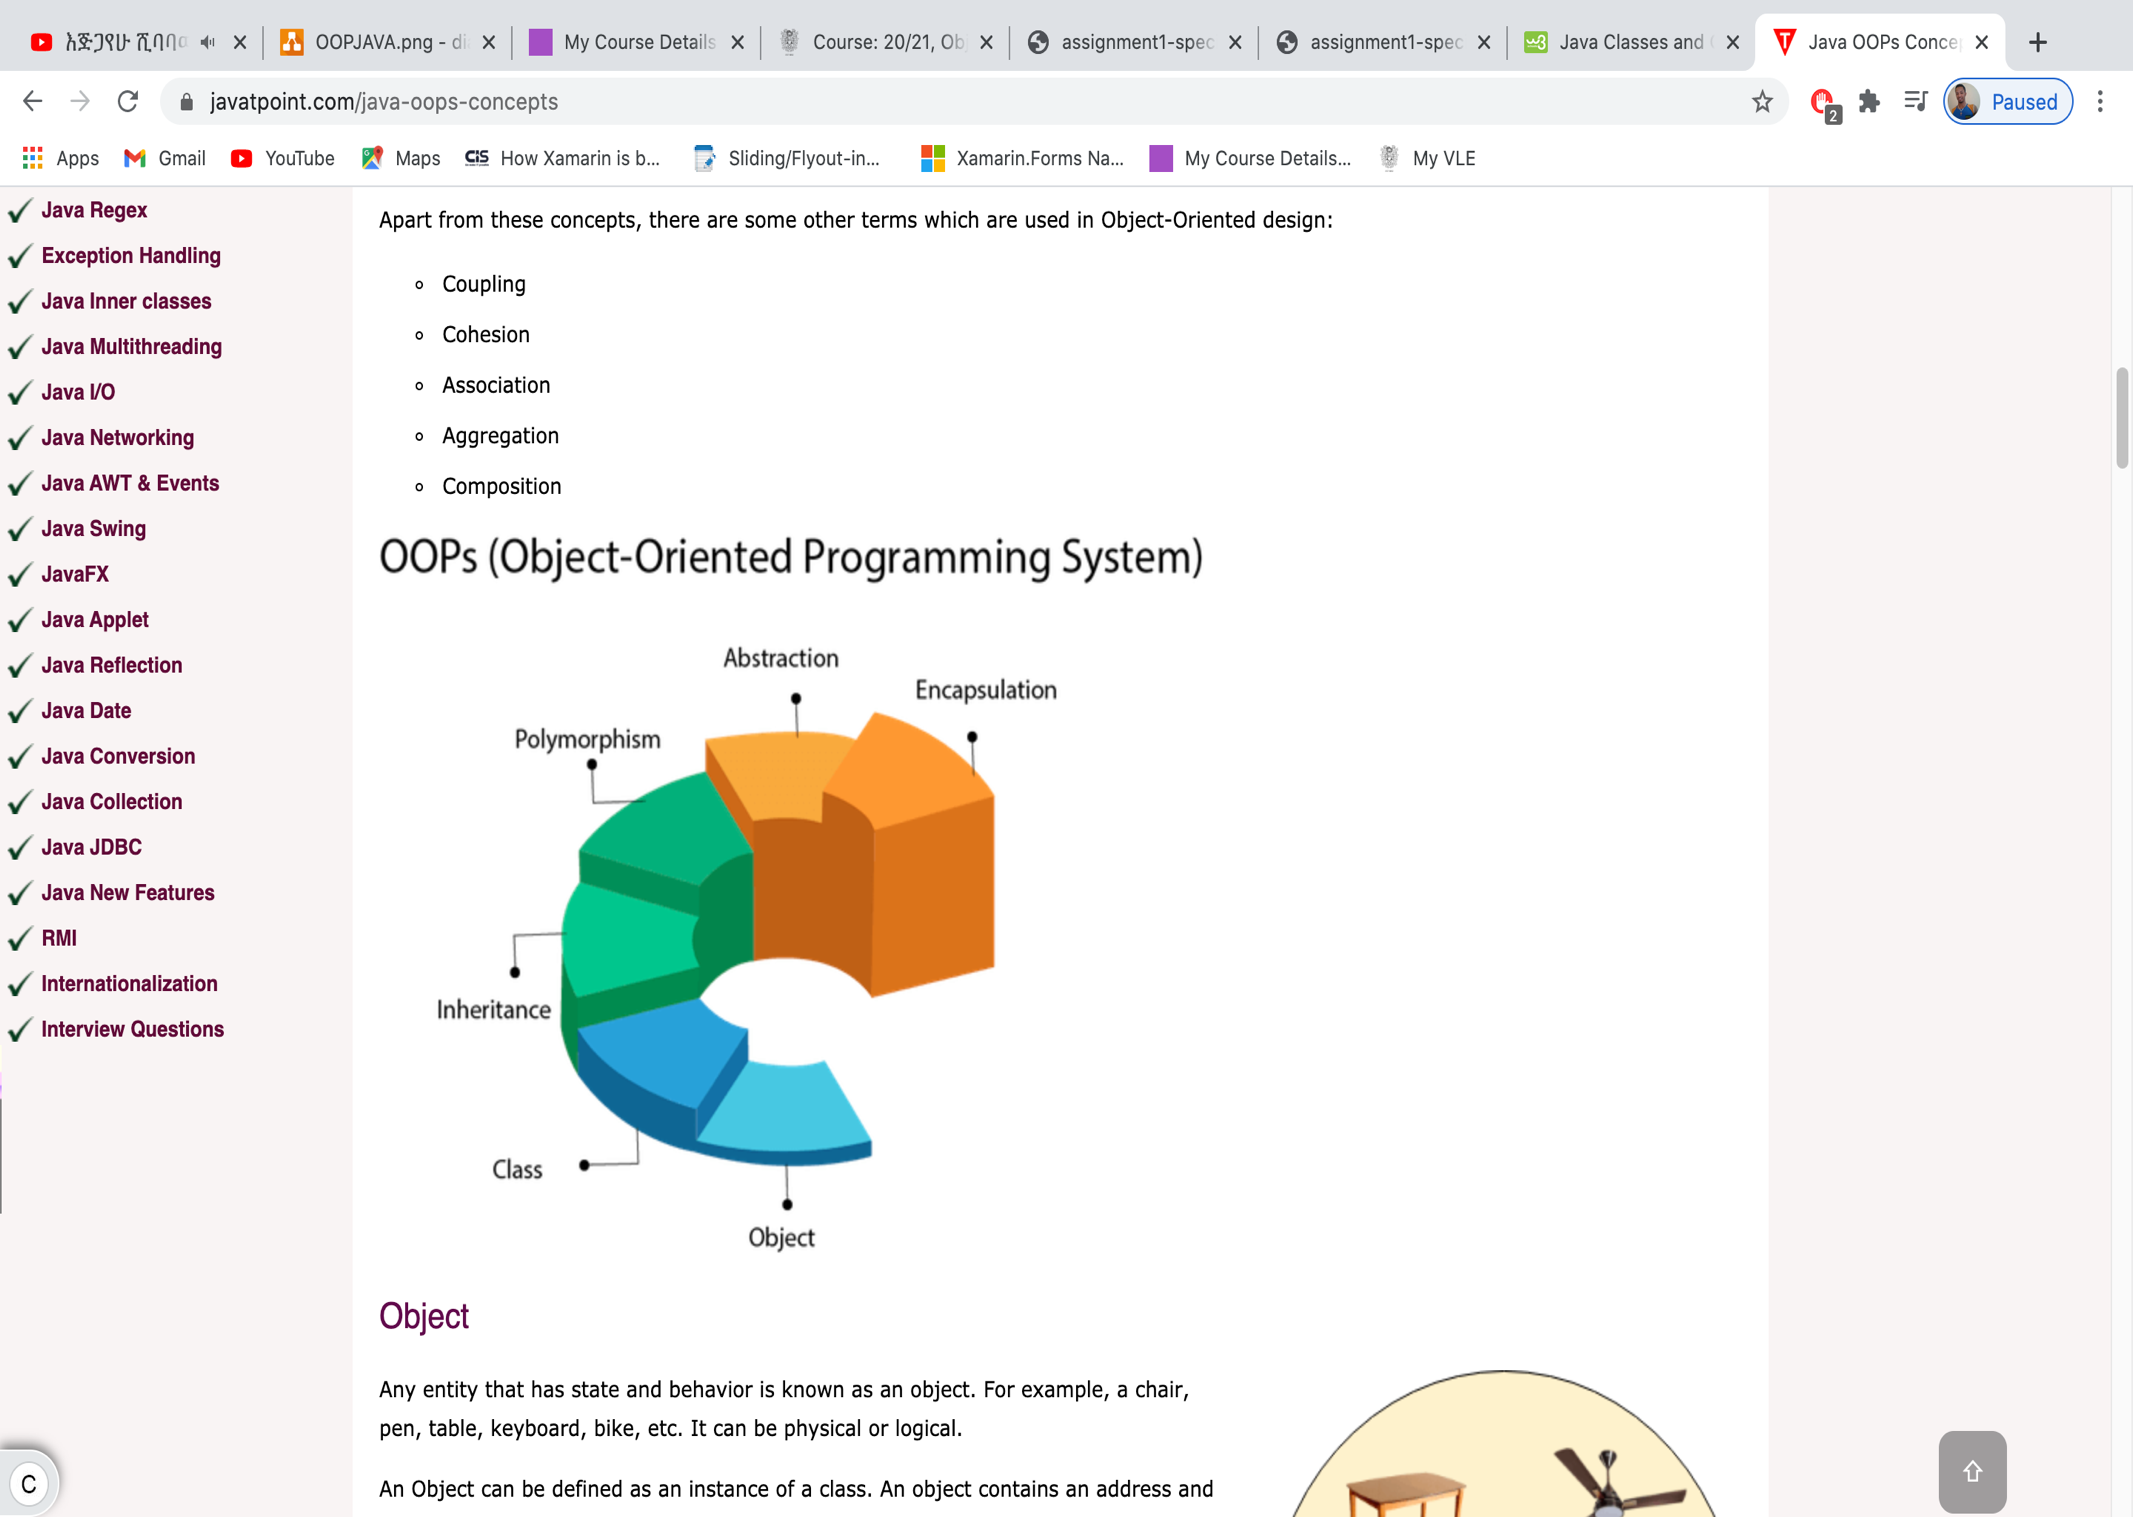 OOPJAVA.png - di
My Course Details
Course: 20/21, Ob
assignment1-spec
assignment1-spec
Java Classes and
Java OOPs Conce
javatpoint.com/java-oops-concepts
2
Paused
Apps
Gmail
YouTube
Maps
CiS
How Xamarin is b...
Sliding/Flyout-in...
Xamarin.Forms Na...
My Course Details...
My VLE
Java Regex
Exception Handling
Java Inner classes
Java Multithreading
Java I/O
Java Networking
Java AWT & Events
Java Swing
JavaFX
Java Applet
Java Reflection
Java Date
Java Conversion
Java Collection
Java JDBC
Java New Features
RMI
Internationalization
Interview Questions
Apart from these concepts, there are some other terms which are used in Object-Oriented design:
Coupling
Cohesion
Association
Aggregation
Composition
OOPs (Object-Oriented Programming System)
Abstraction
Encapsulation
Polymorphism
Inheritance
Class
Object
Object
Any entity that has state and behavior is known as an object. For example, a chair,
pen, table, keyboard, bike, etc. It can be physical or logical.
An Object can be defined as an instance of a class. An object contains an address and
C